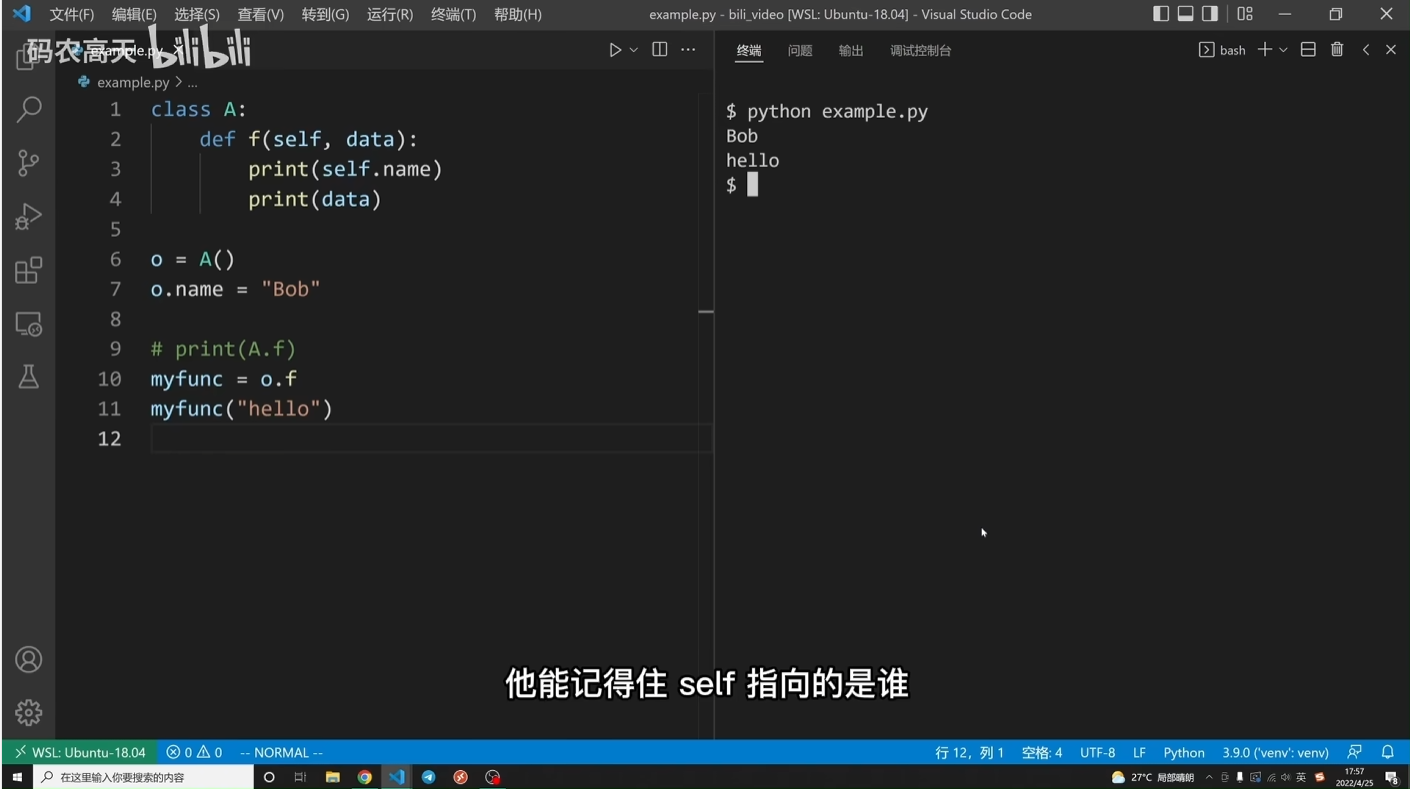 文件(F) 编辑(E) 选择(S) 查看(V) 转到(G) 运行(R) 终端(T) 帮助(H) example.py - bili_video [WSL: Ubuntu-18.04] - Visual Studio Code
码农高天 bilibili
example.py
example.py > ...
1 class A:
2     def f(self, data):
3         print(self.name)
4         print(data)
5
6 o = A()
7 o.name = "Bob"
8
9 # print(A.f)
10 myfunc = o.f
11 myfunc("hello")
12
终端 问题 输出 调试控制台 bash
$ python example.py
Bob
hello
$
他能记得住 self 指向的是谁
WSL: Ubuntu-18.04 0 0 -- NORMAL -- 行 12，列 1 空格: 4 UTF-8 LF Python 3.9.0 ('venv': venv)
在这里输入你要搜索的内容 27°C 局部晴朗 英 17:57
2022/4/25 8